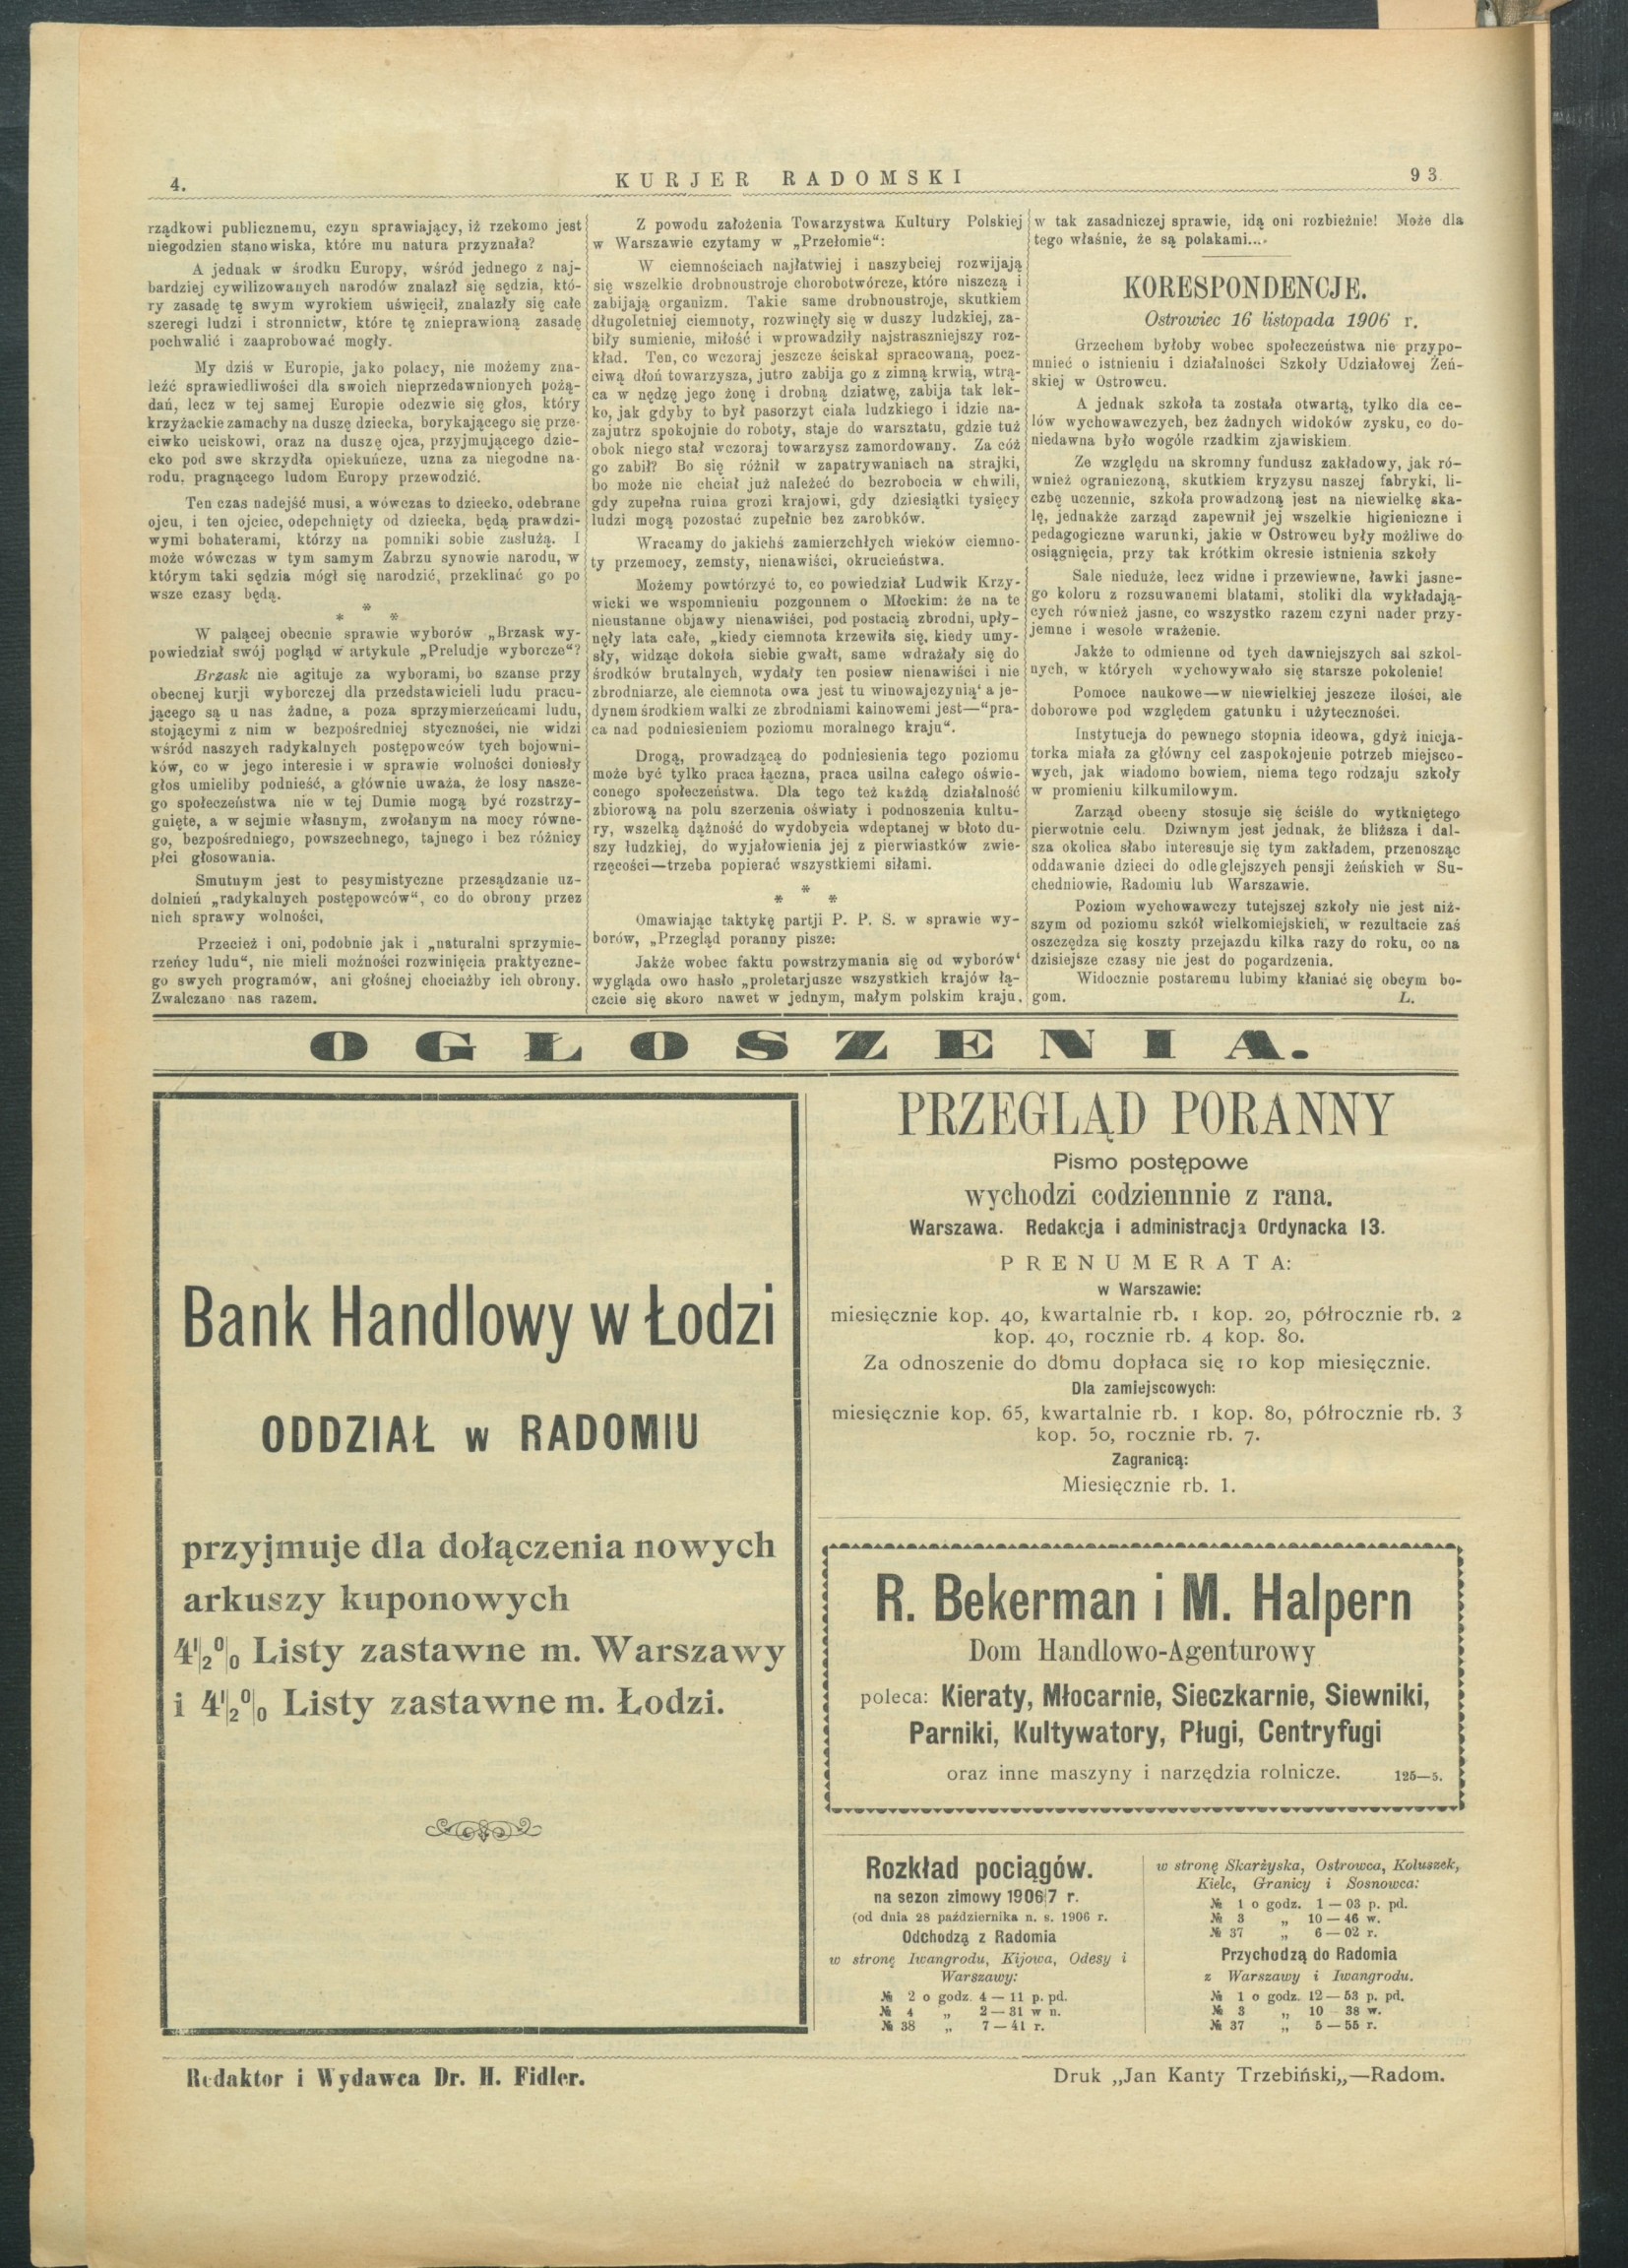 4.
KURJER RADOMSKI
93
rządkowi publicznemu, czyn sprawiający, iż rzekomo jest
niegodzien stanowiska, które mu natura przyznała?
A jednak w środku Europy, wśród jednego z naj-
bardziej cywilizowanych narodów znalazł się sędzia, któ-
ry zasadę tę swym wyrokiem uświęcił, znalazły się całe
szeregi ludzi i stronnictw, które tę znieprawioną zasadę
pochwalić i zaaprobować mogły.
My dziś w Europie, jako polacy, nie możemy zna-
leźć sprawiedliwości dla swoich nieprzedawnionych pożą-
dań, lecz w tej samej Europie odezwie się głos, który
krzyżackie zamachy na duszę dziecka, borykającego się prze-
ciwko uciskowi, oraz na duszę ojca, przyjmującego dzie-
cko pod swe skrzydła opiekuńcze, uzna za niegodne na-
rodu, pragnącego ludom Europy przewodzić.
Ten czas nadejść musi, a wówczas to dziecko, odebrane
ojcu, i ten ojciec, odepchnięty od dziecka, będą prawdzi-
wymi bohaterami, którzy na pomniki sobie zasłużą. I
może wówczas w tym samym Zabrzu synowie narodu, w
którym taki sędzia mógł się narodzić, przeklinać go po
wsze czasy będą.
*
* *
W palącej obecnie sprawie wyborów „Brzask wy-
powiedział swój pogląd w artykule „Preludje wyborcze“?
Brzask nie agituje za wyborami, bo szanse przy
obecnej kurji wyborczej dla przedstawicieli ludu pracu-
jącego są u nas żadne, a poza sprzymierzeńcami ludu,
stojącymi z nim w bezpośredniej styczności, nie widzi
wśród naszych radykalnych postępowców tych bojowni-
ków, co w jego interesie i w sprawie wolności doniosły
głos umieliby podnieść, a głównie uważa, że losy nasze-
go społeczeństwa nie w tej Dumie mogą być rozstrzy-
gnięte, a w sejmie własnym, zwołanym na mocy równe-
go, bezpośredniego, powszechnego, tajnego i bez różnicy
płci głosowania.
Smutnym jest to pesymistyczne przesądzanie uz-
dolnień „radykalnych postępowców“, co do obrony przez
nich sprawy wolności,
Przecież i oni, podobnie jak i „naturalni sprzymie-
rzeńcy ludu“, nie mieli możności rozwinięcia praktyczne-
go swych programów, ani głośnej chociażby ich obrony.
Zwalczano nas razem.
Z powodu założenia Towarzystwa Kultury Polskiej
w Warszawie czytamy w „Przełomie“:
W ciemnościach najłatwiej i naszybciej rozwijają
się wszelkie drobnoustroje chorobotwórcze, które niszczą i
zabijają organizm. Takie same drobnoustroje, skutkiem
długoletniej ciemnoty, rozwinęły się w duszy ludzkiej, za-
biły sumienie, miłość i wprowadziły najstraszniejszy roz-
kład. Ten, co wczoraj jeszcze ściskał spracowaną, pocz-
ciwą dłoń towarzysza, jutro zabija go z zimną krwią, wtrą-
ca w nędzę jego żonę i drobną dziatwę, zabija tak lek-
ko, jak gdyby to był pasorzyt ciała ludzkiego i idzie na-
zajutrz spokojnie do roboty, staje do warsztatu, gdzie tuż
obok niego stał wczoraj towarzysz zamordowany. Za cóż
go zabił? Bo się różnił w zapatrywaniach na strajki,
bo może nie chciał już należeć do bezrobocia w chwili,
gdy zupełna ruina grozi krajowi, gdy dziesiątki tysięcy
ludzi mogą pozostać zupełnie bez zarobków.
Wracamy do jakichś zamierzchłych wieków ciemno-
ty przemocy, zemsty, nienawiści, okrucieństwa.
Możemy powtórzyć to, co powiedział Ludwik Krzy-
wicki we wspomnieniu pozgonnem o Młockim: że na te
nieustanne objawy nienawiści, pod postacią zbrodni, upły-
nęły lata całe, „kiedy ciemnota krzewiła się, kiedy umy-
sły, widząc dokoła siebie gwałt, same wdrażały się do
środków brutalnych, wydały ten posiew nienawiści i nie
zbrodniarze, ale ciemnota owa jest tu winowajczynią‘ a je-
dynem środkiem walki ze zbrodniami kainowemi jest—“pra-
ca nad podniesieniem poziomu moralnego kraju“.
Drogą, prowadzącą do podniesienia tego poziomu
może być tylko praca łączna, praca usilna całego oświe-
conego społeczeństwa. Dla tego też każdą działalność
zbiorową na polu szerzenia oświaty i podnoszenia kultu-
ry, wszelką dążność do wydobycia wdeptanej w błoto du-
szy ludzkiej, do wyjałowienia jej z pierwiastków zwie-
rzęcości—trzeba popierać wszystkiemi siłami.
*
* *
Omawiając taktykę partji P. P. S. w sprawie wy-
borów, „Przegląd poranny pisze:
Jakże wobec faktu powstrzymania się od wyborów‘
wygląda owo hasło „proletarjusze wszystkich krajów łą-
czcie się skoro nawet w jednym, małym polskim kraju,
w tak zasadniczej sprawie, idą oni rozbieżnie! Może dla
tego właśnie, że są polakami....
KORESPONDENCJE.
Ostrowiec 16 listopada 1906 r.
Grzechem byłoby wobec społeczeństwa nie przypo-
mnieć o istnieniu i działalności Szkoły Udziałowej Żeń-
skiej w Ostrowcu.
A jednak szkoła ta została otwartą, tylko dla ce-
lów wychowawczych, bez żadnych widoków zysku, co do-
niedawna było wogóle rzadkim zjawiskiem.
Ze względu na skromny fundusz zakładowy, jak ró-
wnież ograniczoną, skutkiem kryzysu naszej fabryki, li-
czbę uczennic, szkoła prowadzoną jest na niewielkę ska-
lę, jednakże zarząd zapewnił jej wszelkie higieniczne i
pedagogiczne warunki, jakie w Ostrowcu były możliwe do
osiągnięcia, przy tak krótkim okresie istnienia szkoły
Sale nieduże, lecz widne i przewiewne, ławki jasne-
go koloru z rozsuwanemi blatami, stoliki dla wykładają-
cych również jasne, co wszystko razem czyni nader przy-
jemne i wesołe wrażenie.
Jakże to odmienne od tych dawniejszych sal szkol-
nych, w których wychowywało się starsze pokolenie!
Pomoce naukowe—w niewielkiej jeszcze ilości, ale
doborowe pod względem gatunku i użyteczności.
Instytucja do pewnego stopnia ideowa, gdyż inicja-
torka miała za główny cel zaspokojenie potrzeb miejsco-
wych, jak wiadomo bowiem, niema tego rodzaju szkoły
w promieniu kilkumilowym.
Zarząd obecny stosuje się ściśle do wytkniętego
pierwotnie celu. Dziwnym jest jednak, że bliższa i dal-
sza okolica słabo interesuje się tym zakładem, przenosząc
oddawanie dzieci do odleglejszych pensji żeńskich w Su-
chedniowie, Radomiu lub Warszawie.
Poziom wychowawczy tutejszej szkoły nie jest niż-
szym od poziomu szkół wielkomiejskich, w rezultacie zaś
oszczędza się koszty przejazdu kilka razy do roku, co na
dzisiejsze czasy nie jest do pogardzenia.
Widocznie postaremu lubimy kłaniać się obcym bo-
gom. L.
OGŁOSZENIA.
Bank Handlowy w Łodzi
ODDZIAŁ w RADOMIU
przyjmuje dla dołączenia nowych
arkuszy kuponowych
4½% Listy zastawne m. Warszawy
i 4½% Listy zastawne m. Łodzi.
PRZEGLĄD PORANNY
Pismo postępowe
wychodzi codziennnie z rana.
Warszawa. Redakcja i administracja Ordynacka 13.
PRENUMERATA:
w Warszawie:
miesięcznie kop. 40, kwartalnie rb. 1 kop. 20, półrocznie rb. 2
kop. 40, rocznie rb. 4 kop. 80.
Za odnoszenie do domu dopłaca się 10 kop miesięcznie.
Dla zamiejscowych:
miesięcznie kop. 65, kwartalnie rb. 1 kop. 80, półrocznie rb. 3
kop. 50, rocznie rb. 7.
Zagranicą:
Miesięcznie rb. 1.
R. Bekerman i M. Halpern
Dom Handlowo-Agenturowy
poleca: Kieraty, Młocarnie, Sieczkarnie, Siewniki,
Parniki, Kultywatory, Pługi, Centryfugi
oraz inne maszyny i narzędzia rolnicze. 125—5.
Rozkład pociągów.
na sezon zimowy 1906|7 r.
(od dnia 28 października n. s. 1906 r.
Odchodzą z Radomia
w stronę Iwangrodu, Kijowa, Odesy i
Warszawy:
№ 2 o godz. 4 — 11 p. pd.
№ 4 „ 2 — 31 w n.
№ 38 „ 7 — 41 r.
w stronę Skarżyska, Ostrowca, Koluszek,
Kielc, Granicy i Sosnowca:
№ 1 o godz. 1 — 03 p. pd.
№ 3 „ 10 — 46 w.
№ 37 „ 6 — 02 r.
Przychodzą do Radomia
z Warszawy i Iwangrodu.
№ 1 o godz. 12 — 53 p. pd.
№ 3 „ 10 38 w.
№ 37 „ 5 — 55 r.
Redaktor i Wydawca Dr. H. Fidler.
Druk „Jan Kanty Trzebiński„—Radom.